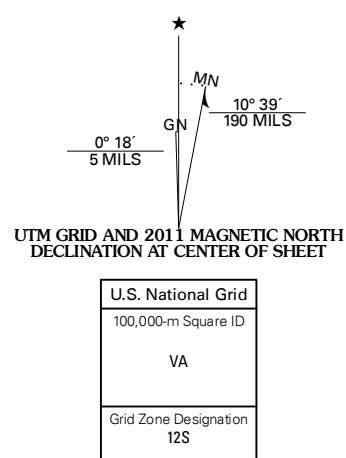 MN
GN
10° 39´
190 MILS
0° 18´
5 MILS
UTM GRID AND 2011 MAGNETIC NORTH
DECLINATION AT CENTER OF SHEET
U.S. National Grid
100,000-m Square ID
VA
Grid Zone Designation
12S